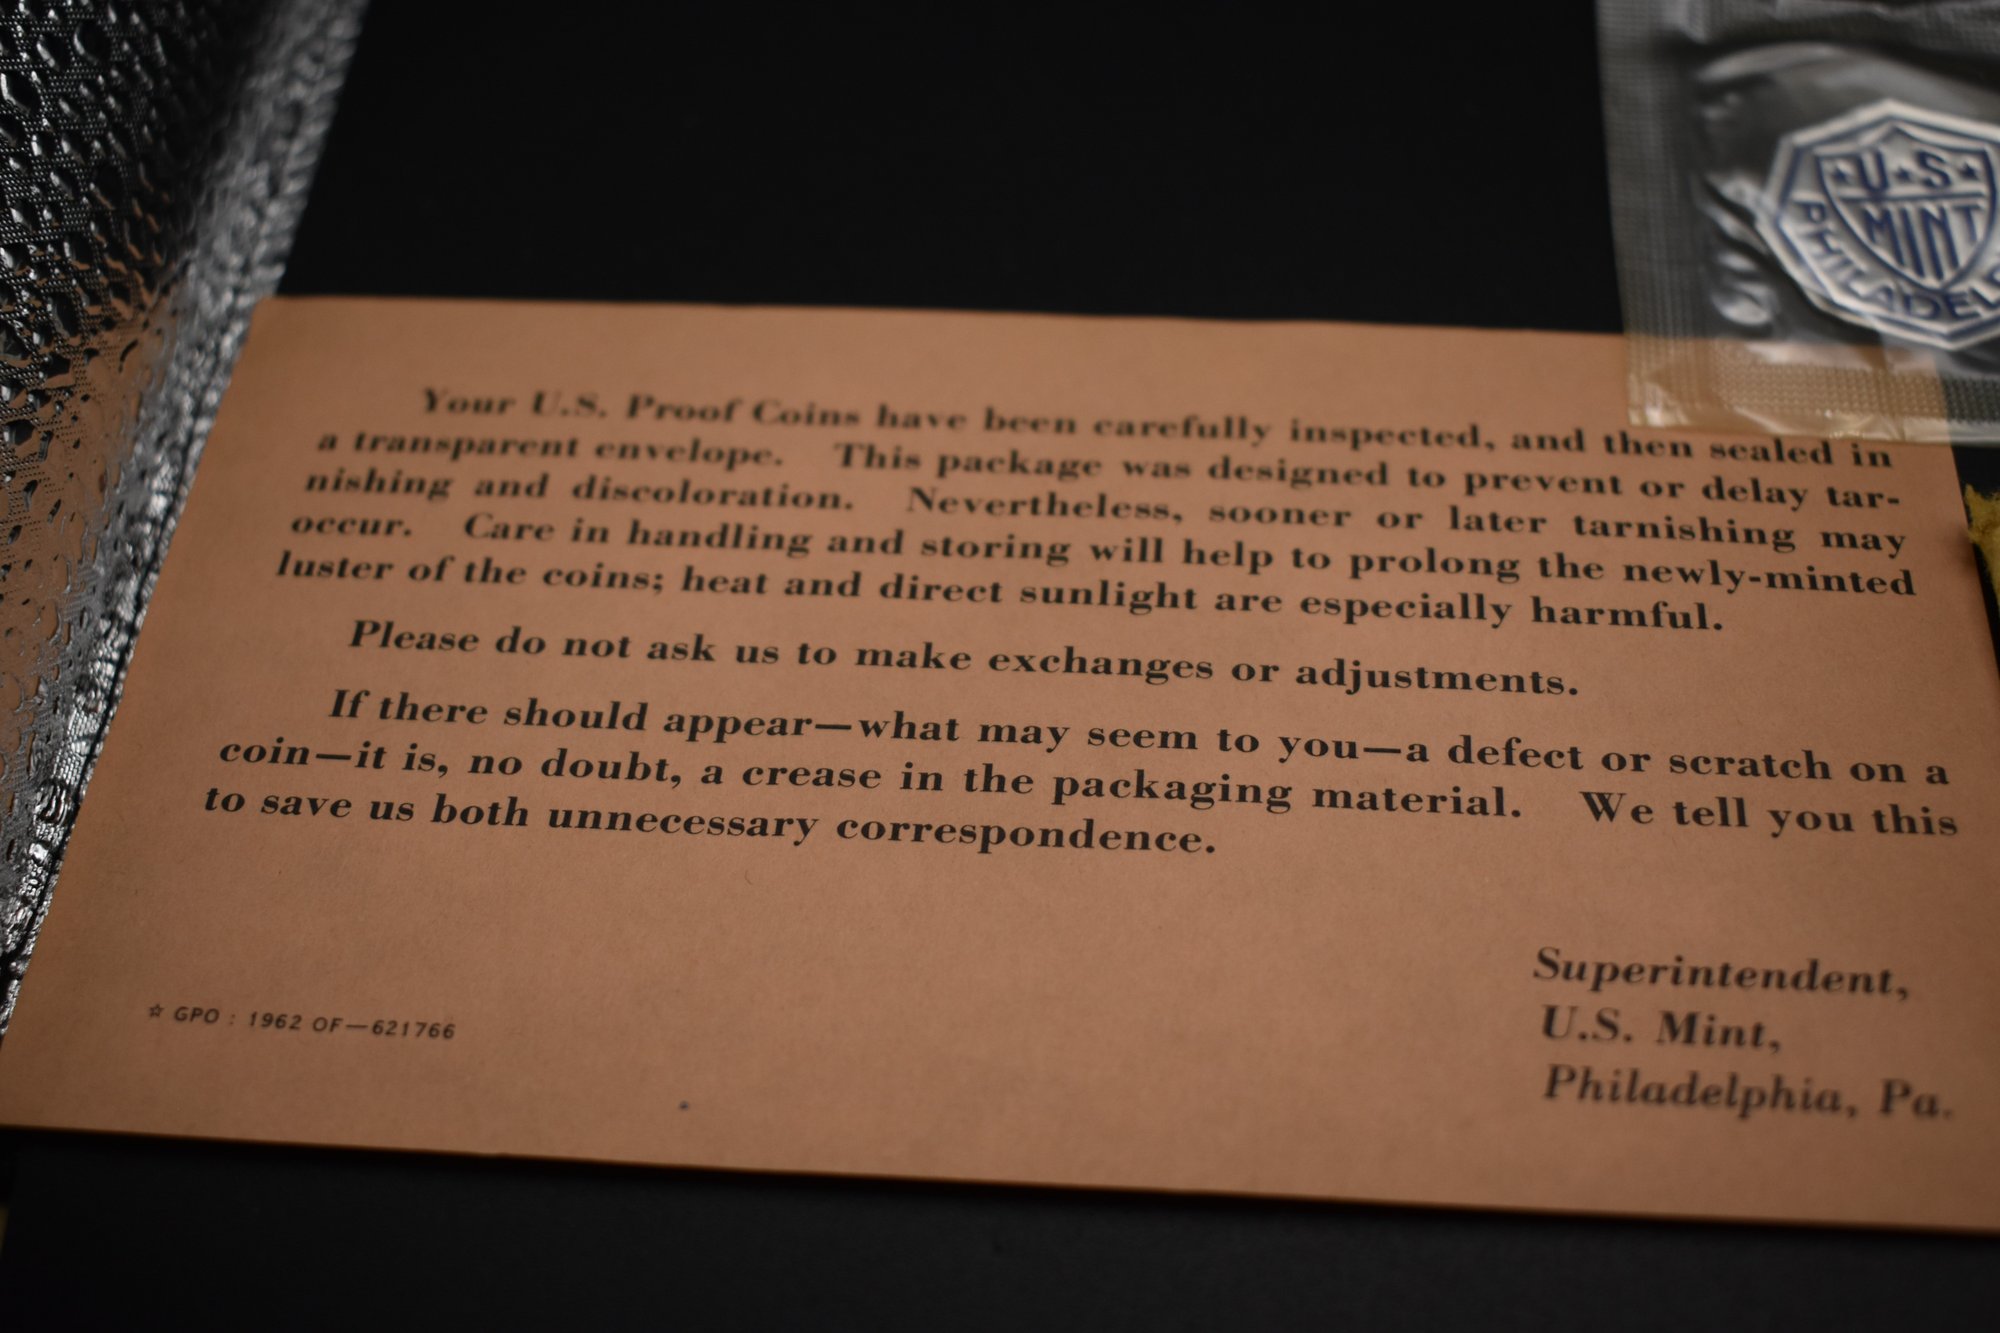 U.S.
MINT
PHILADEL
Your U.S. Proof Coins have been carefully inspected, and then sealed in
a transparent envelope. This package was designed to prevent or delay tar-
nishing and discoloration. Nevertheless, sooner or later tarnishing may
occur. Care in handling and storing will help to prolong the newly-minted
luster of the coins; heat and direct sunlight are especially harmful.
Please do not ask us to make exchanges or adjustments.
If there should appear—what may seem to you—a defect or scratch on a
coin—it is, no doubt, a crease in the packaging material. We tell you this
to save us both unnecessary correspondence.
Superintendent,
U.S. Mint,
Philadelphia, Pa.
☆ GPO : 1962 OF—621766